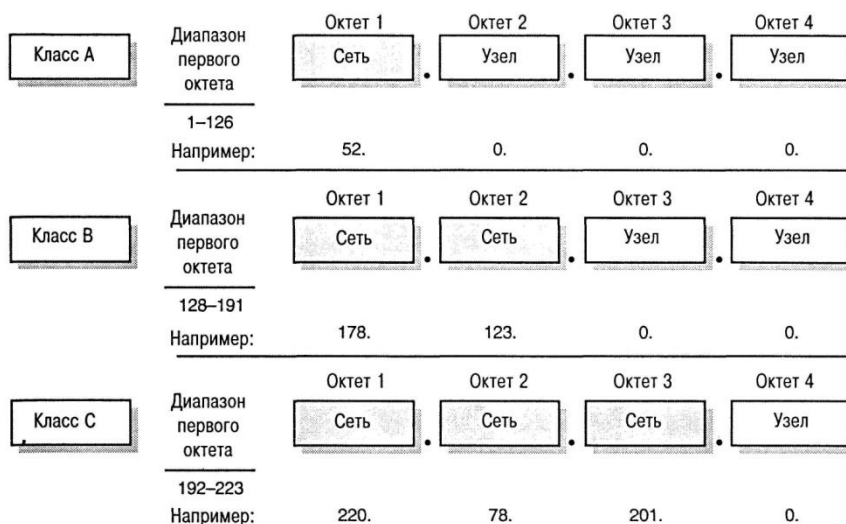 Октет 1 Октет 2 Октет 3 Октет 4
Класс A
Диапазон
первого
октета
Сеть . Узел . Узел . Узел
1–126
Например: 52. 0. 0. 0.
Октет 1 Октет 2 Октет 3 Октет 4
Класс B
Диапазон
первого
октета
Сеть . Сеть . Узел . Узел
128–191
Например: 178. 123. 0. 0.
Октет 1 Октет 2 Октет 3 Октет 4
Класс C
Диапазон
первого
октета
Сеть . Сеть . Сеть . Узел
192–223
Например: 220. 78. 201. 0.